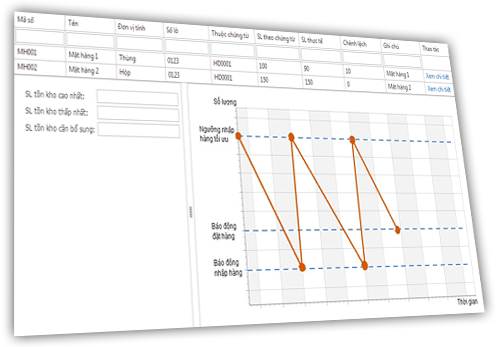 Mã số Tên Đơn vị tính Số lô Thuộc chứng từ SL theo chứng từ SL thực tế Chênh lệch Ghi chú Thao tác
MH001 Mặt hàng 1 Thùng 0123 HD0001 100 90 10 Mặt hàng 1 Xem chi tiết
MH002 Mặt hàng 2 Hộp 0123 HD0001 150 150 0 Mặt hàng 2 Xem chi tiết
SL tồn kho cao nhất:
SL tồn kho thấp nhất:
SL tồn kho cần bổ sung:
Số lượng
Ngưỡng nhập
hàng tối ưu
Báo động
đặt hàng
Báo động
nhập hàng
Thời gian